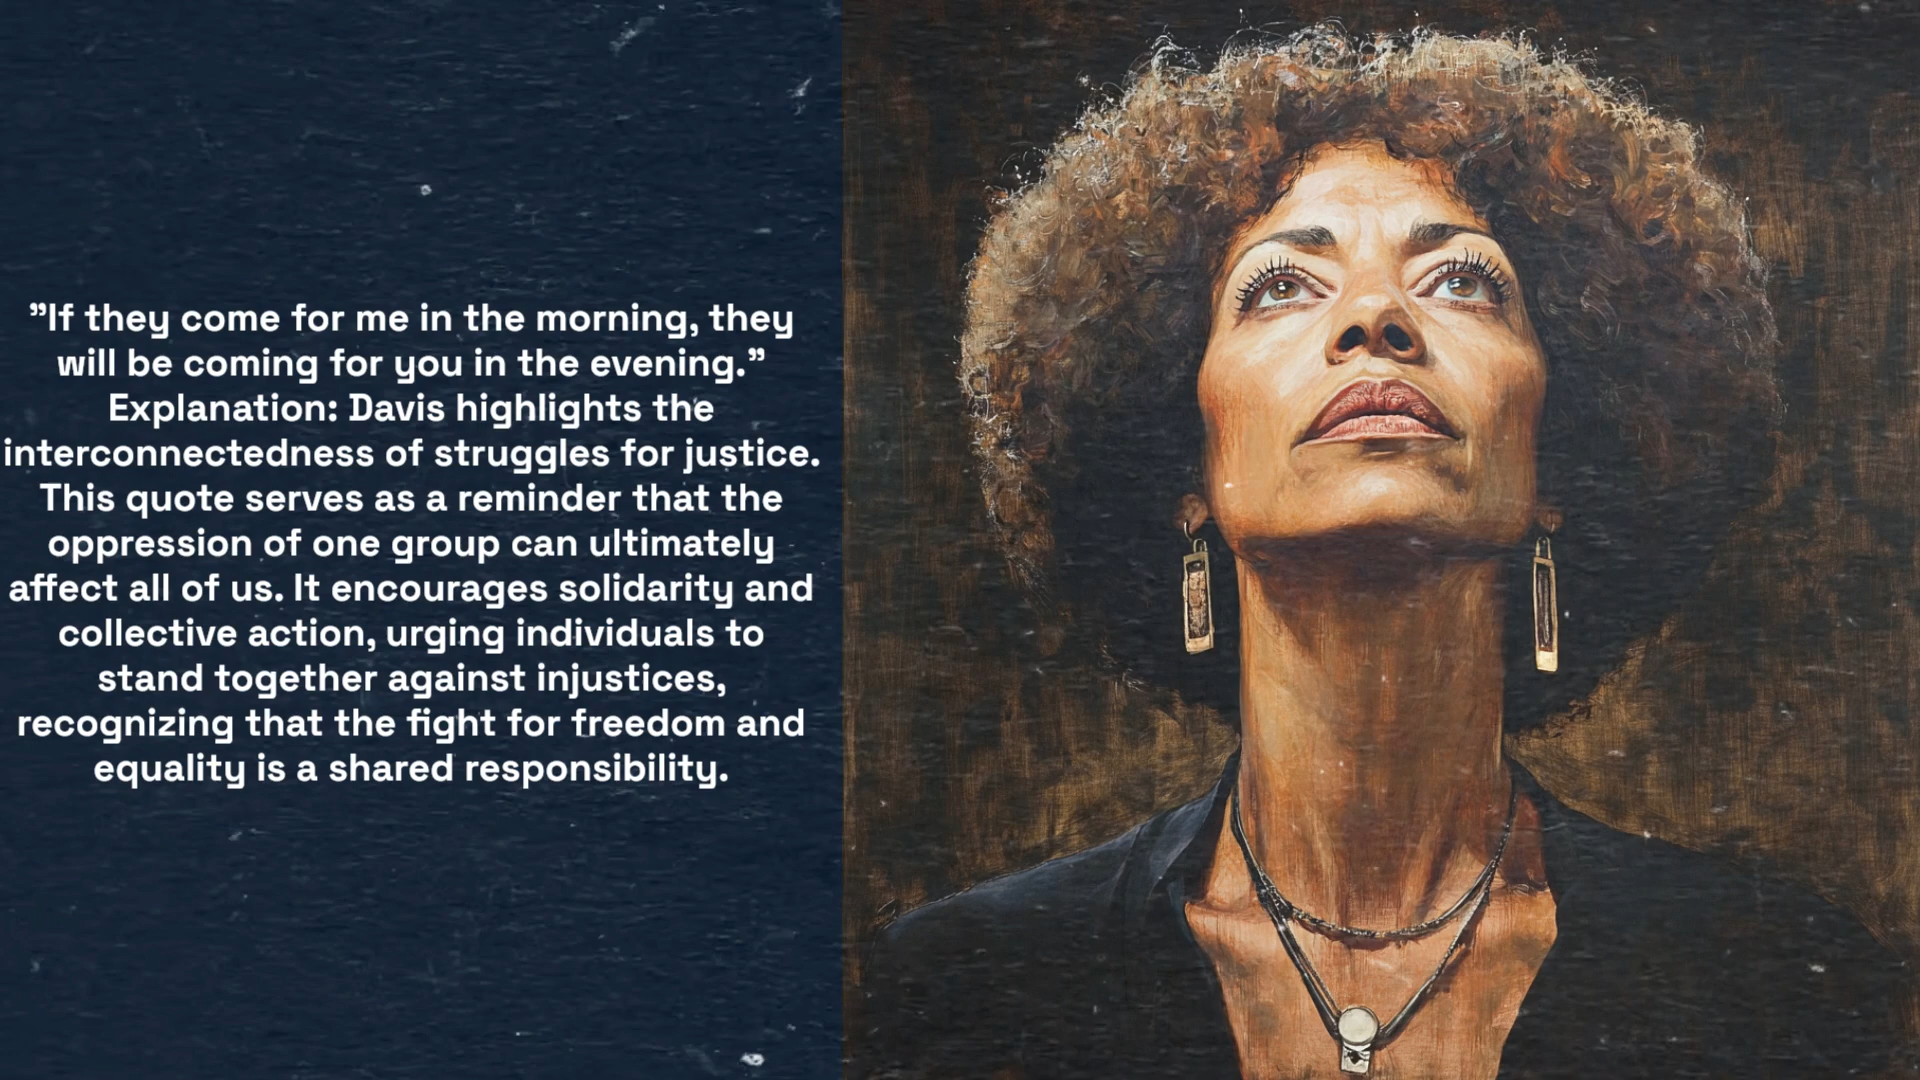 ”If they come for me in the morning, they
will be coming for you in the evening.”
Explanation: Davis highlights the
interconnectedness of struggles for justice.
This quote serves as a reminder that the
oppression of one group can ultimately
affect all of us. It encourages solidarity and
collective action, urging individuals to
stand together against injustices,
recognizing that the fight for freedom and
equality is a shared responsibility.